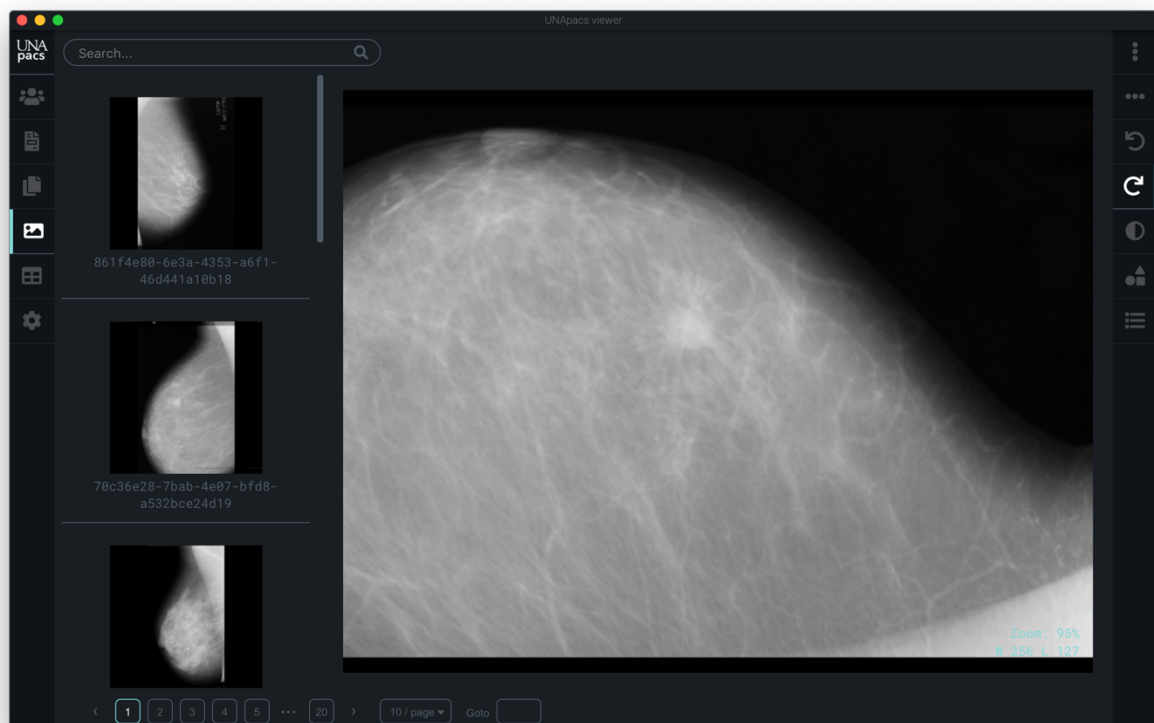 UNApacs viewer
UNA
pacs
Search...
861f4e80-6e3a-4353-a6f1-
46d441a10b18
70c36e28-7bab-4e07-bfd8-
a532bce24d19
Zoom: 95%
W 256 L 127
‹ 1 2 3 4 5 ••• 20 › 10 / page Goto